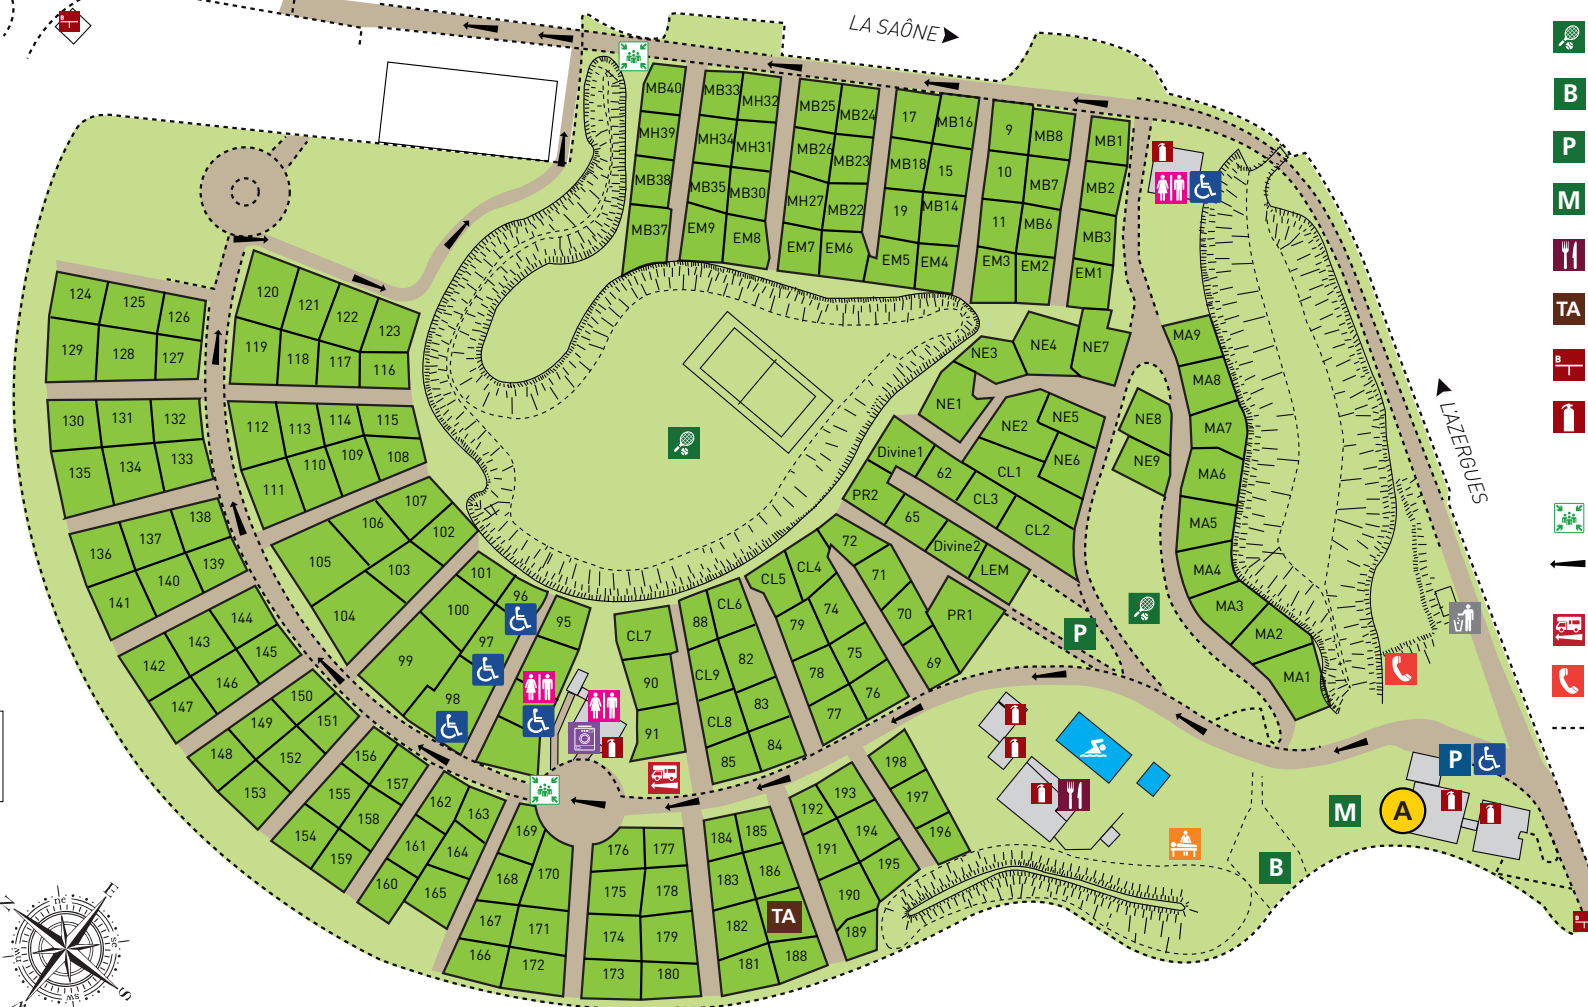 LA SAÔNE
L'AZERGUES
B
B
P
M
TA
B
MB40 MB33 MH32 MB25 MB24 17 MB16 9 MB8 MB1
MH39 MH34 MH31 MB26 MB23 MB18 15 10 MB7 MB2
MB38 MB35 MB30 MH27 MB22 19 MB14 11 MB6 MB3
MB37 EM9 EM8 EM7 EM6 EM5 EM4 EM3 EM2 EM1
124 125 126 120 121 122 123
129 128 127 119 118 117 116
NE3 NE4 NE7 MA9
MA8
130 131 132 112 113 114 115 NE1 NE2 NE5 NE8 MA7
135 134 133 111 110 109 108 Divine1 62 CL1 NE6 NE9 MA6
PR2 CL3 CL2 65 Divine2 LEM MA5
136 137 138 107 106 102 72 MA4
141 140 139 105 103 104 101 96 CL5 CL4 71 MA3
142 143 144 100 97 95 CL6 88 79 74 70 PR1 P MA2
147 146 145 99 98 CL7 82 CL9 78 75 69 MA1
150 149 151 90 83 CL8 77 76
148 152 153 91 84 85
156 157 155 158 154 159
162 163 161 164 160 165
169 168 170 167 171 166 172
176 177 175 178 174 179 173 180
184 185 183 186 182 TA 181 188
192 193 191 194 190 195 189
198 197 196
P
M
A
B
B
ne
E
se
S
sw
nw